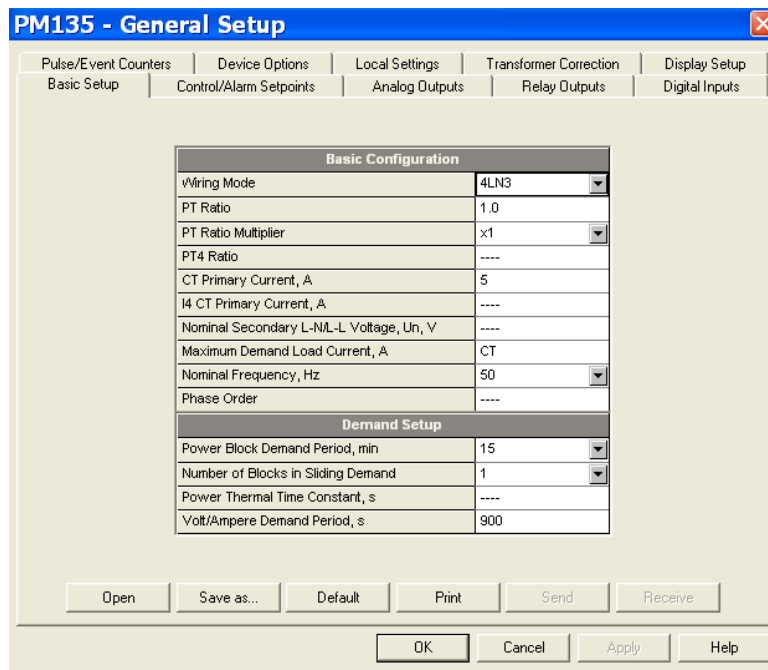 PM135 - General Setup
Pulse/Event Counters Device Options Local Settings Transformer Correction Display Setup
Basic Setup Control/Alarm Setpoints Analog Outputs Relay Outputs Digital Inputs
Basic Configuration
Wiring Mode 4LN3
PT Ratio 1.0
PT Ratio Multiplier x1
PT4 Ratio ----
CT Primary Current, A 5
I4 CT Primary Current, A ----
Nominal Secondary L-N/L-L Voltage, Un, V ----
Maximum Demand Load Current, A CT
Nominal Frequency, Hz 50
Phase Order ----
Demand Setup
Power Block Demand Period, min 15
Number of Blocks in Sliding Demand 1
Power Thermal Time Constant, s ----
Volt/Ampere Demand Period, s 900
Open Save as... Default Print Send Receive
OK Cancel Apply Help